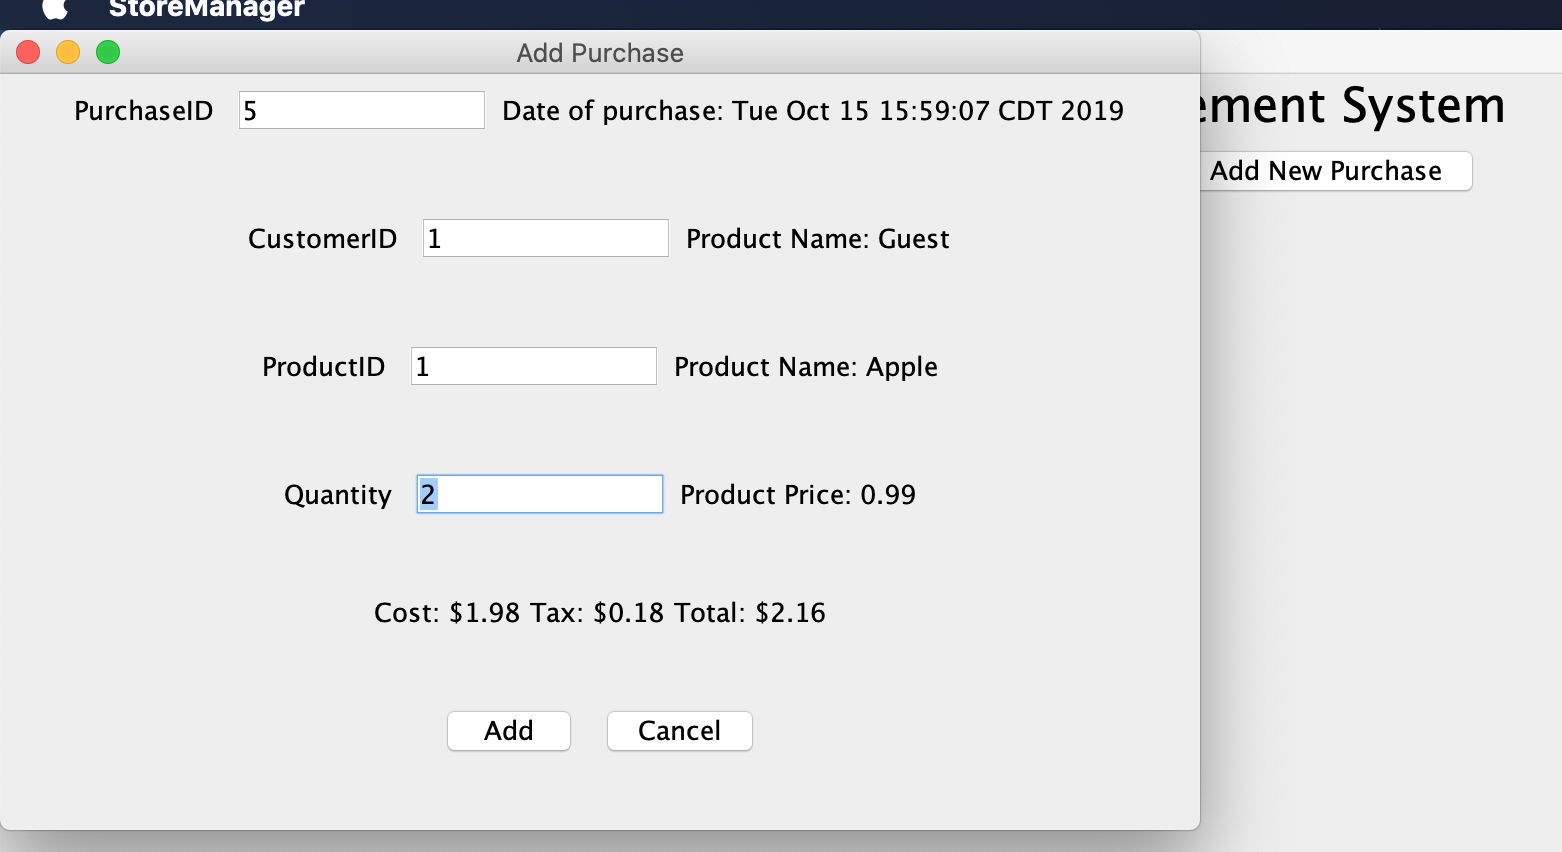 StoreManager
Add Purchase
PurchaseID 5 Date of purchase: Tue Oct 15 15:59:07 CDT 2019
ement System
Add New Purchase
CustomerID 1 Product Name: Guest
ProductID 1 Product Name: Apple
Quantity 2 Product Price: 0.99
Cost: $1.98 Tax: $0.18 Total: $2.16
Add Cancel